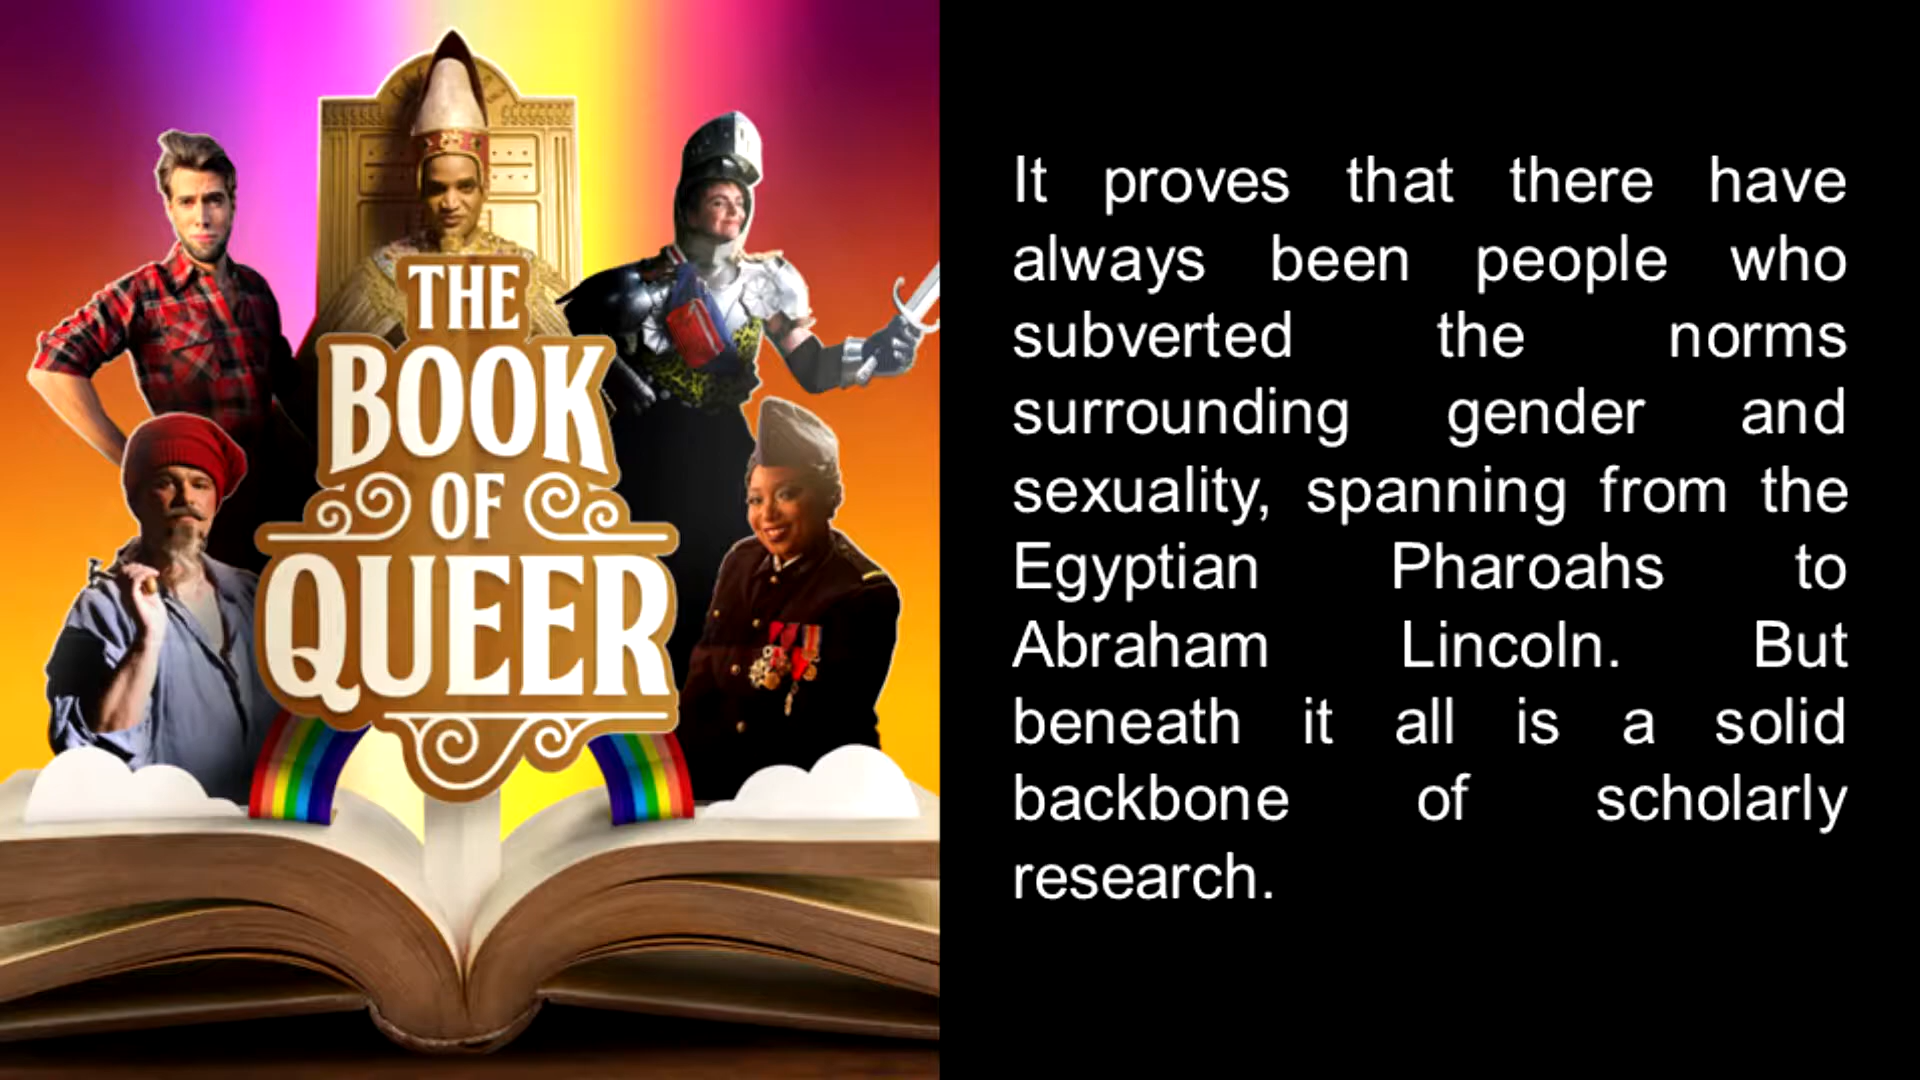 THE
BOOK
OF
QUEER
It proves that there have
always been people who
subverted the norms
surrounding gender and
sexuality, spanning from the
Egyptian Pharoahs to
Abraham Lincoln. But
beneath it all is a solid
backbone of scholarly
research.